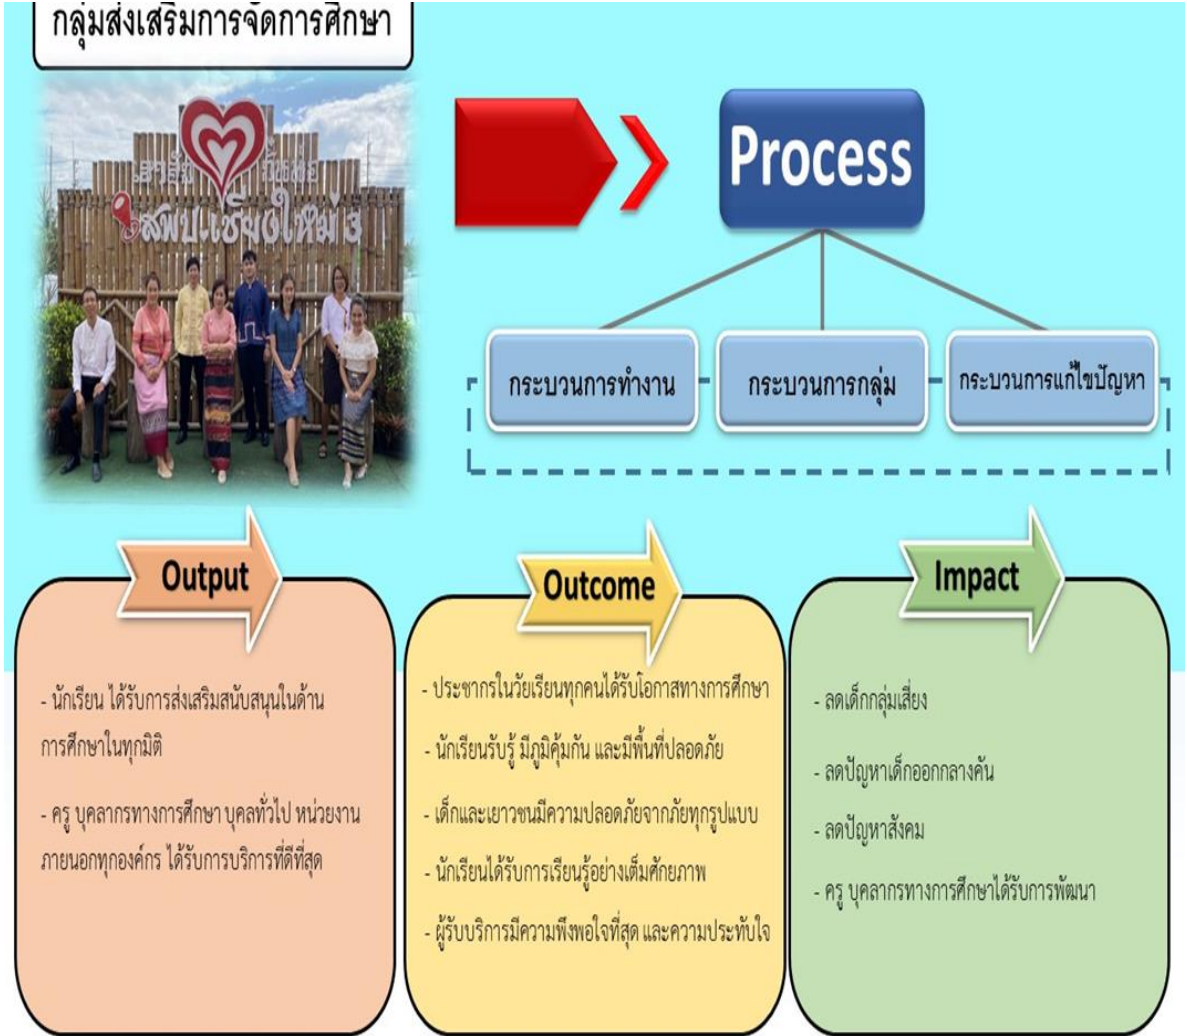 กลุ่มส่งเสริมการจัดการศึกษา
สพป.เชียงใหม่ 3
Process
กระบวนการทำงาน
กระบวนการกลุ่ม
กระบวนการแก้ไขปัญหา
Output
- นักเรียน ได้รับการส่งเสริมสนับสนุนในด้าน
การศึกษาในทุกมิติ
- ครู บุคลากรทางการศึกษา บุคลทั่วไป หน่วยงาน
ภายนอกทุกองค์กร ได้รับการบริการที่ดีที่สุด
Outcome
- ประชากรในวัยเรียนทุกคนได้รับโอกาสทางการศึกษา
- นักเรียนรับรู้ มีภูมิคุ้มกัน และมีพื้นที่ปลอดภัย
- เด็กและเยาวชนมีความปลอดภัยจากภัยทุกรูปแบบ
- นักเรียนได้รับการเรียนรู้อย่างเต็มศักยภาพ
- ผู้รับบริการมีความพึงพอใจที่สุด และความประทับใจ
Impact
- ลดเด็กกลุ่มเสี่ยง
- ลดปัญหาเด็กออกกลางคัน
- ลดปัญหาสังคม
- ครู บุคลากรทางการศึกษาได้รับการพัฒนา